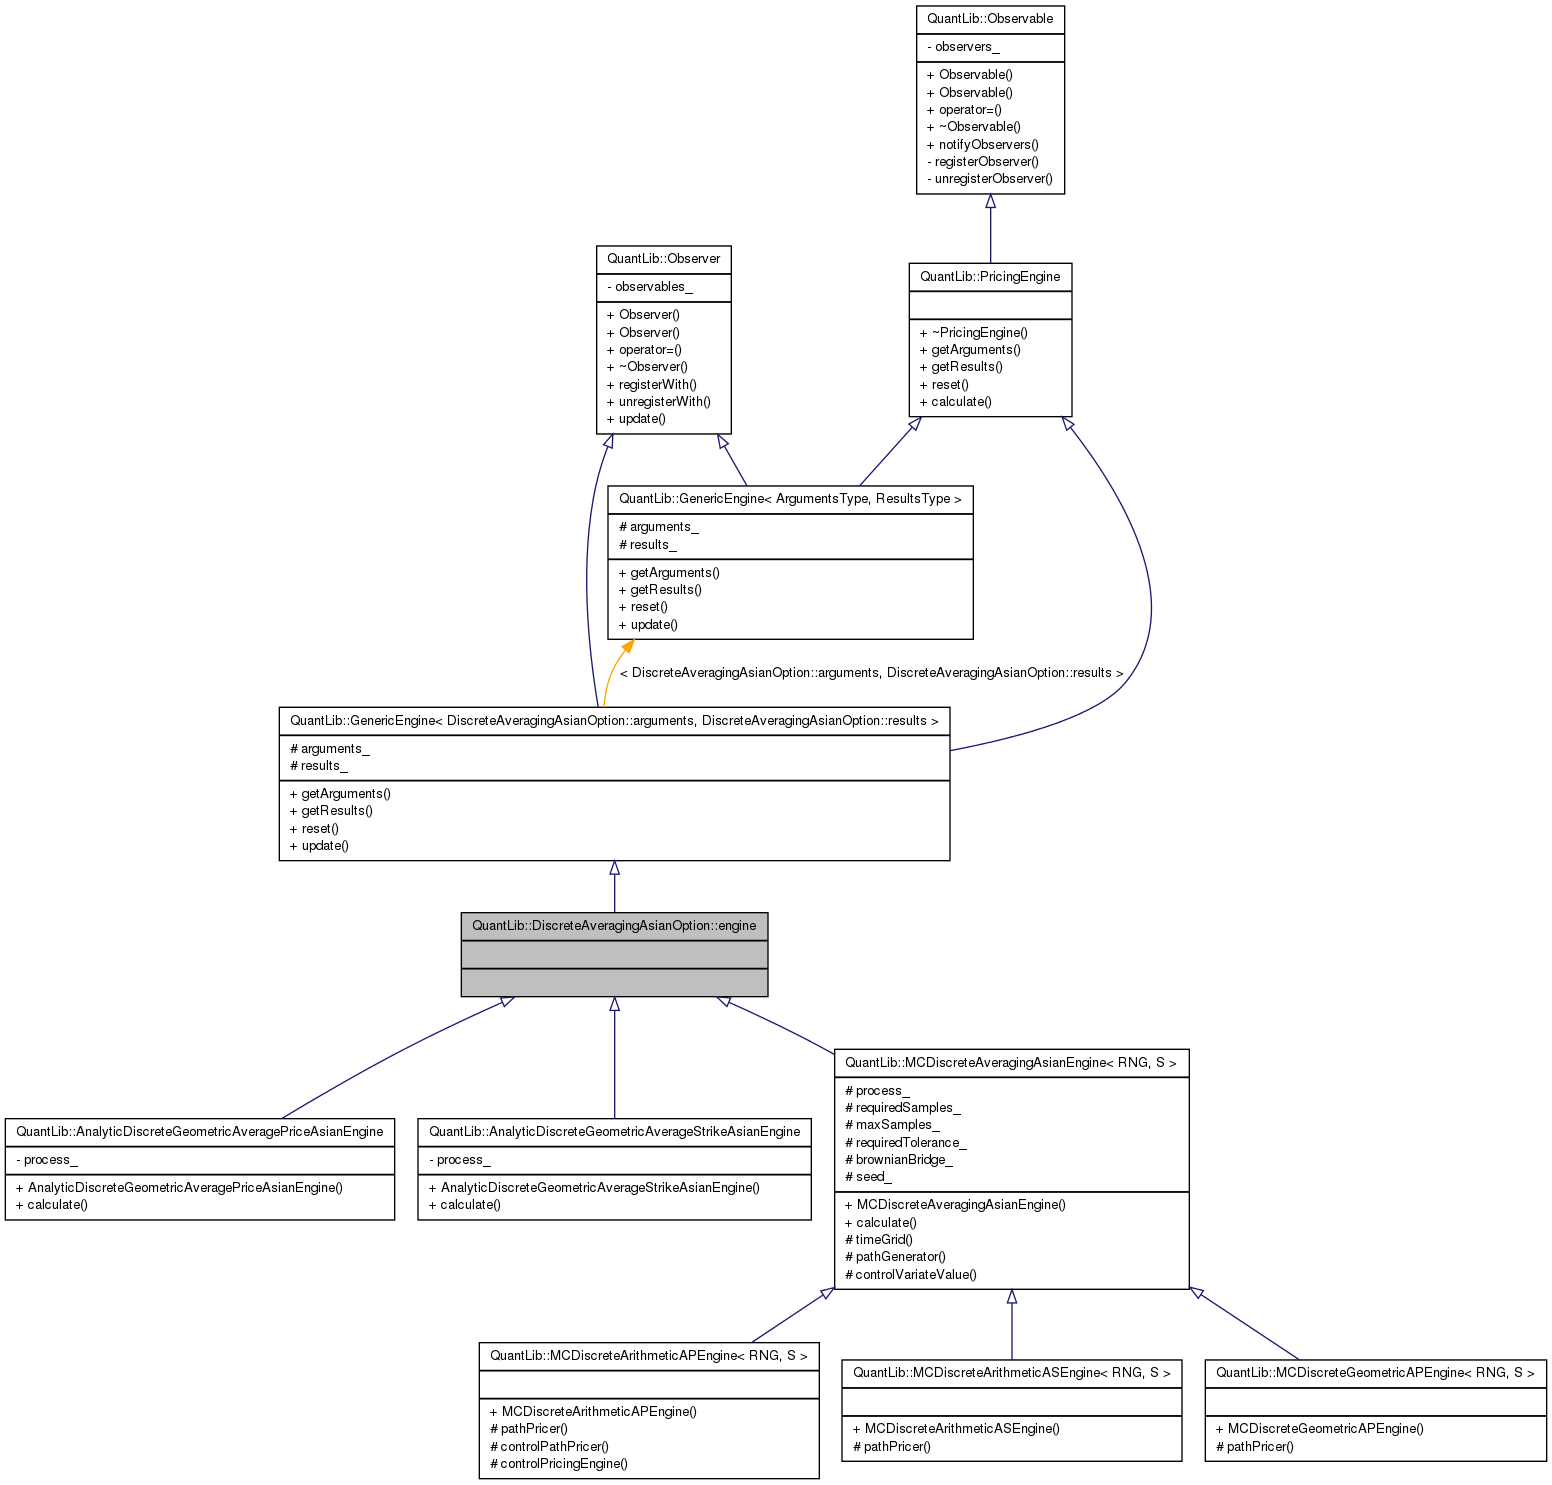 QuantLib::Observable
- observers_
+ Observable()
+ Observable()
+ operator=()
+ ~Observable()
+ notifyObservers()
- registerObserver()
- unregisterObserver()
QuantLib::Observer
- observables_
+ Observer()
+ Observer()
+ operator=()
+ ~Observer()
+ registerWith()
+ unregisterWith()
+ update()
QuantLib::PricingEngine
+ ~PricingEngine()
+ getArguments()
+ getResults()
+ reset()
+ calculate()
QuantLib::GenericEngine< ArgumentsType, ResultsType >
# arguments_
# results_
+ getArguments()
+ getResults()
+ reset()
+ update()
< DiscreteAveragingAsianOption::arguments, DiscreteAveragingAsianOption::results >
QuantLib::GenericEngine< DiscreteAveragingAsianOption::arguments, DiscreteAveragingAsianOption::results >
# arguments_
# results_
+ getArguments()
+ getResults()
+ reset()
+ update()
QuantLib::DiscreteAveragingAsianOption::engine
QuantLib::AnalyticDiscreteGeometricAveragePriceAsianEngine
- process_
+ AnalyticDiscreteGeometricAveragePriceAsianEngine()
+ calculate()
QuantLib::AnalyticDiscreteGeometricAverageStrikeAsianEngine
- process_
+ AnalyticDiscreteGeometricAverageStrikeAsianEngine()
+ calculate()
QuantLib::MCDiscreteAveragingAsianEngine< RNG, S >
# process_
# requiredSamples_
# maxSamples_
# requiredTolerance_
# brownianBridge_
# seed_
+ MCDiscreteAveragingAsianEngine()
+ calculate()
# timeGrid()
# pathGenerator()
# controlVariateValue()
QuantLib::MCDiscreteArithmeticAPEngine< RNG, S >
+ MCDiscreteArithmeticAPEngine()
# pathPricer()
# controlPathPricer()
# controlPricingEngine()
QuantLib::MCDiscreteArithmeticASEngine< RNG, S >
+ MCDiscreteArithmeticASEngine()
# pathPricer()
QuantLib::MCDiscreteGeometricAPEngine< RNG, S >
+ MCDiscreteGeometricAPEngine()
# pathPricer()